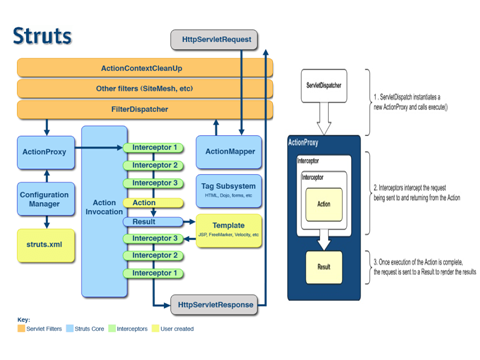 Struts
HttpServletRequest
ActionContextCleanUp
Other filters (SiteMesh, etc)
FilterDispatcher
ActionProxy
Configuration
Manager
struts.xml
Action
Invocation
Interceptor 1
Interceptor 2
Interceptor 3
Action
Result
Interceptor 3
Interceptor 2
Interceptor 1
ActionMapper
Tag Subsystem
HTML, Dojo, forms, etc
Template
JSP, FreeMarker, Velocity, etc
HttpServletResponse
Key:
Servlet Filters
Struts Core
Interceptors
User created
ServletDispatcher
ActionProxy
Interceptor
Interceptor
Action
Result
1 . ServletDispatch instantiates a
new ActionProxy and calls execute()
2. Interceptors intercept the request
being sent to and returning from the Action
3. Once execution of the Action is complete,
the request is sent to a Result to render the results